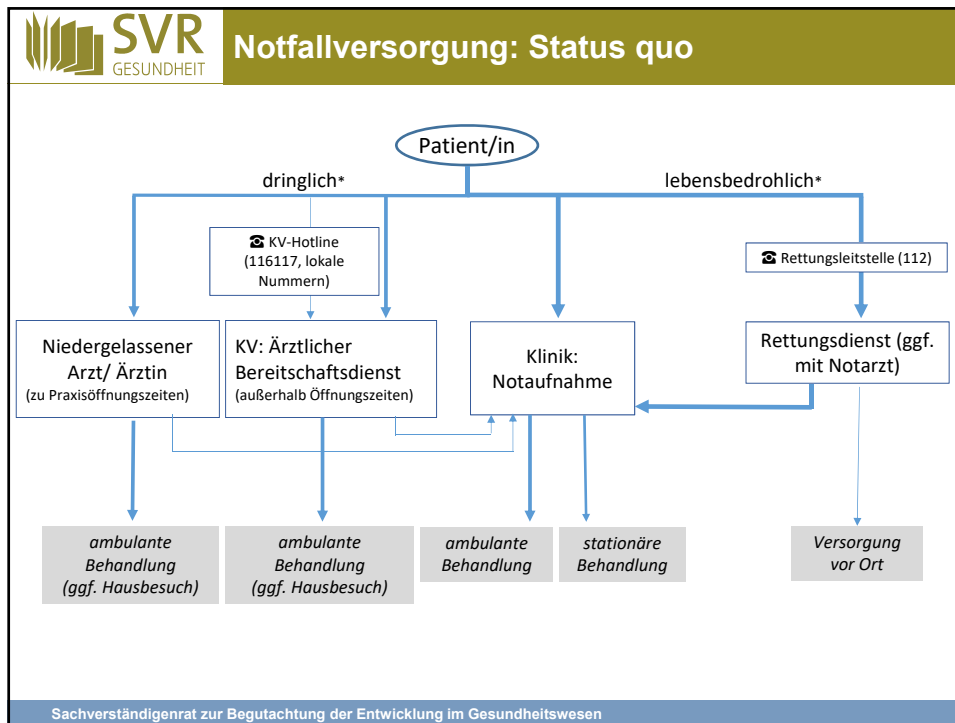 SVR
GESUNDHEIT
Notfallversorgung: Status quo
Patient/in
dringlich*
lebensbedrohlich*
☎ KV-Hotline
(116117, lokale
Nummern)
☎ Rettungsleitstelle (112)
Niedergelassener
Arzt/ Ärztin
(zu Praxisöffnungszeiten)
KV: Ärztlicher
Bereitschaftsdienst
(außerhalb Öffnungszeiten)
Klinik:
Notaufnahme
Rettungsdienst (ggf.
mit Notarzt)
ambulante
Behandlung
(ggf. Hausbesuch)
ambulante
Behandlung
(ggf. Hausbesuch)
ambulante
Behandlung
stationäre
Behandlung
Versorgung
vor Ort
Sachverständigenrat zur Begutachtung der Entwicklung im Gesundheitswesen